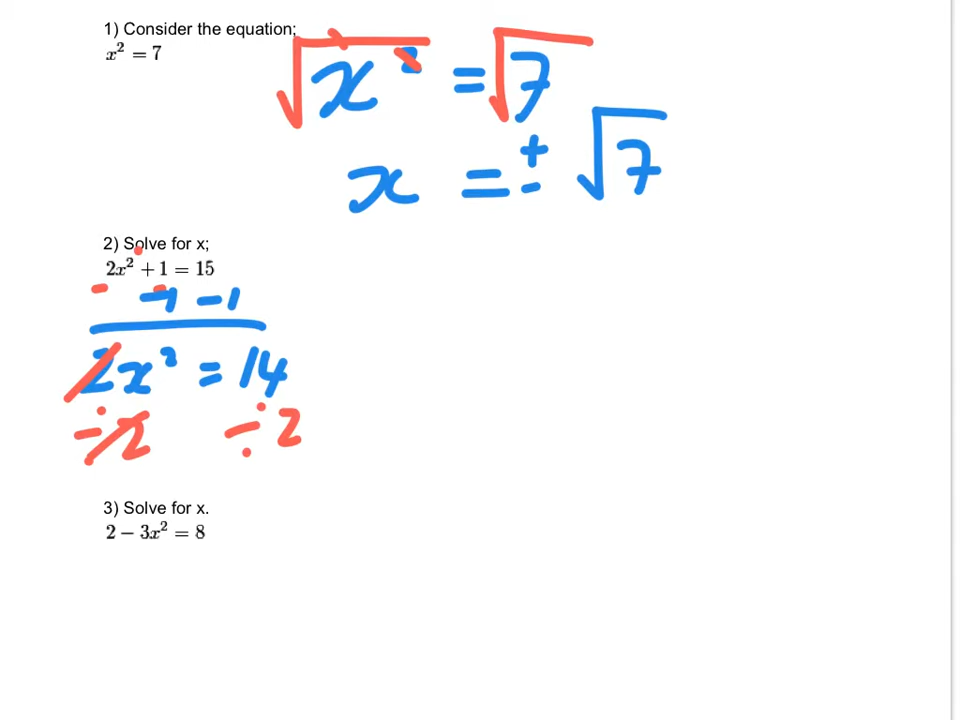 1) Consider the equation;
x² = 7
√x² = √7
x = ± √7
2) Solve for x;
2x² + 1 = 15
-1 -1
2x² = 14
÷2 ÷2
3) Solve for x.
2 − 3x² = 8